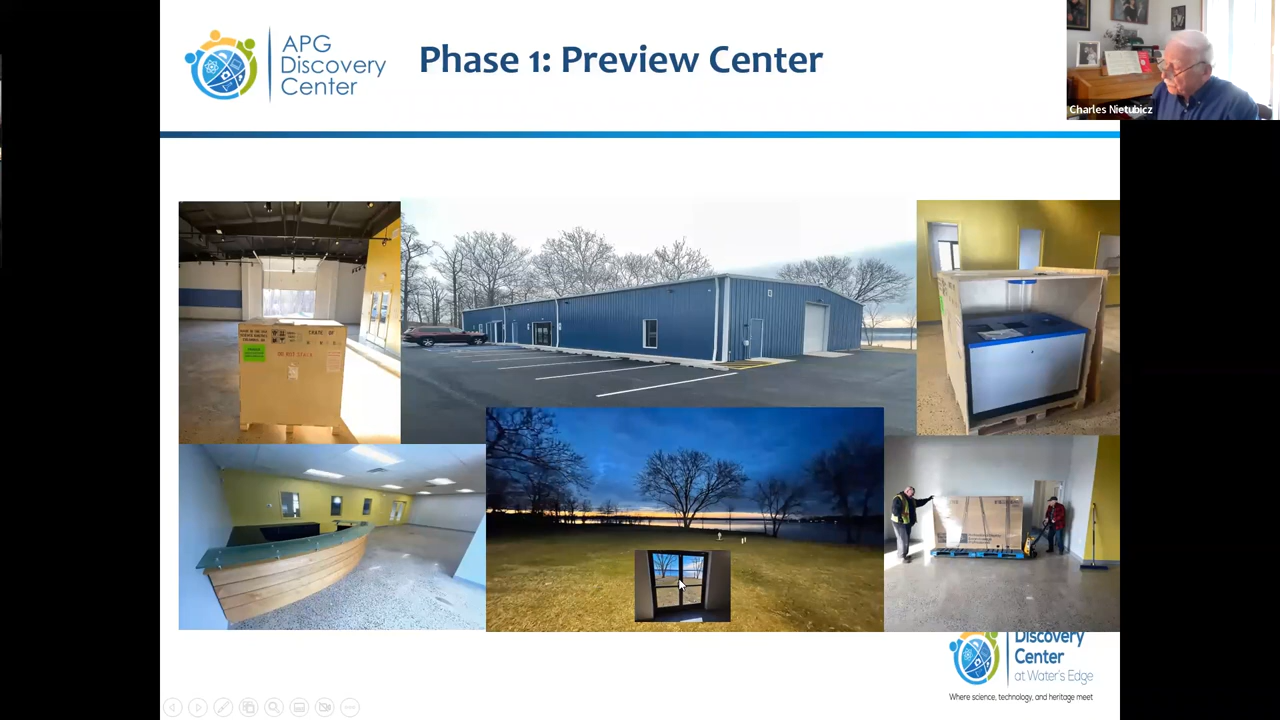 APG
Discovery
Center
Phase 1: Preview Center
Charles Nietubicz
Discovery
Center
at Water's Edge
Where science, technology, and heritage meet